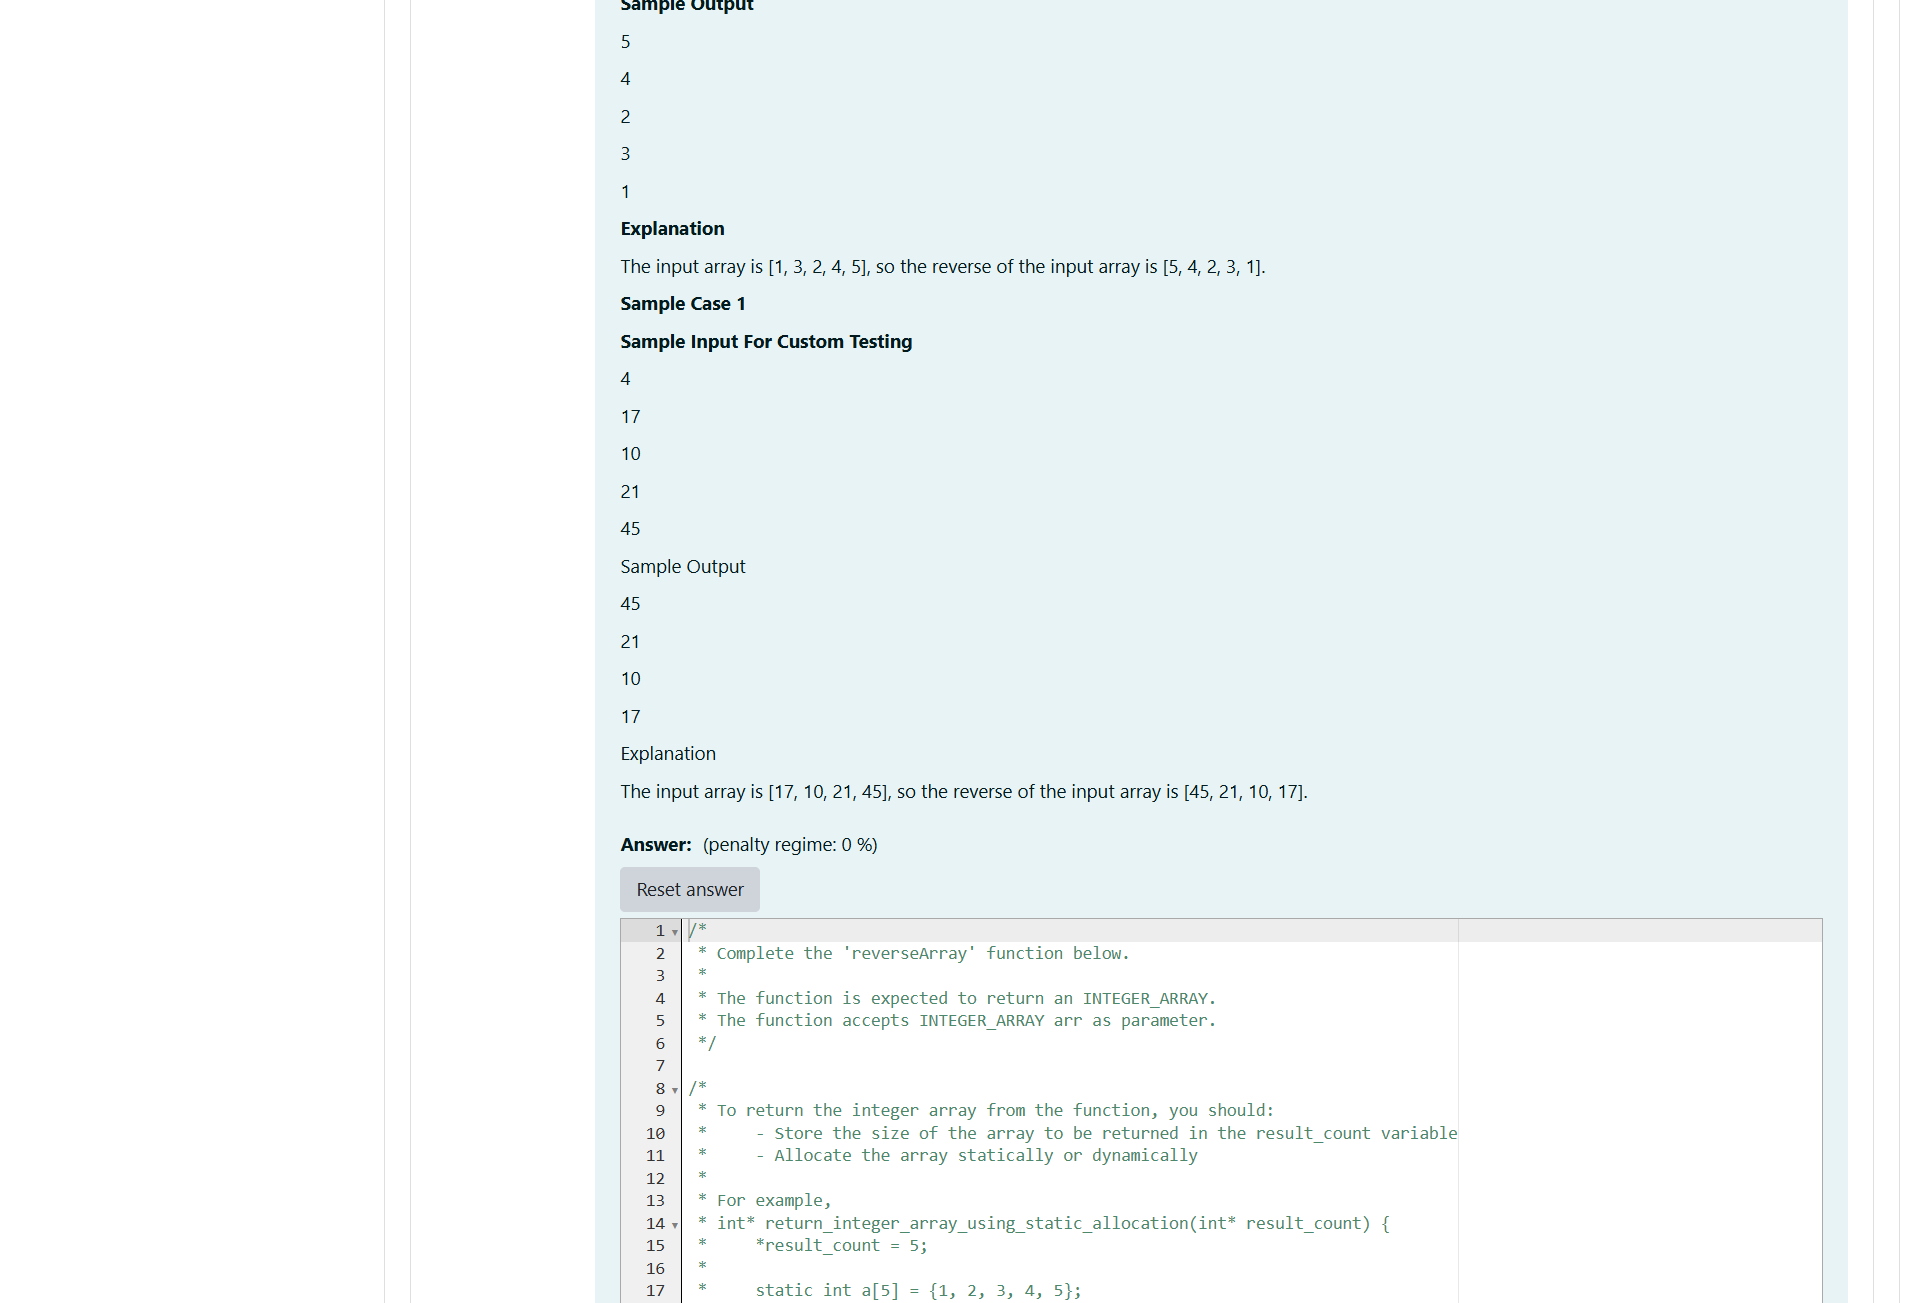 Sample Output
5
4
2
3
1
Explanation
The input array is [1, 3, 2, 4, 5], so the reverse of the input array is [5, 4, 2, 3, 1].
Sample Case 1
Sample Input For Custom Testing
4
17
10
21
45
Sample Output
45
21
10
17
Explanation
The input array is [17, 10, 21, 45], so the reverse of the input array is [45, 21, 10, 17].
Answer: (penalty regime: 0 %)
Reset answer
1 /*
2  * Complete the 'reverseArray' function below.
3  *
4  * The function is expected to return an INTEGER_ARRAY.
5  * The function accepts INTEGER_ARRAY arr as parameter.
6  */
7
8 /*
9  * To return the integer array from the function, you should:
10  *     - Store the size of the array to be returned in the result_count variable
11  *     - Allocate the array statically or dynamically
12  *
13  * For example,
14  * int* return_integer_array_using_static_allocation(int* result_count) {
15  *     *result_count = 5;
16  *
17  *     static int a[5] = {1, 2, 3, 4, 5};